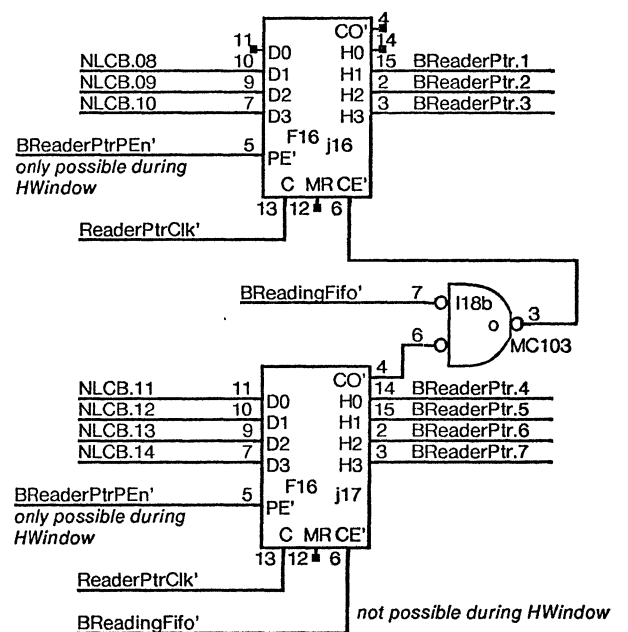 CO' 4
11 D0 H0 14
NLCB.08 10 D1 H1 15 BReaderPtr.1
NLCB.09 9 D2 H2 2 BReaderPtr.2
NLCB.10 7 D3 H3 3 BReaderPtr.3
F16 j16
BReaderPtrPEn' 5 PE'
only possible during
HWindow
C MR CE'
13 12 6
ReaderPtrClk'
BReadingFifo' 7 I18b
o 3
6 MC103
CO' 4
NLCB.11 11 D0 H0 14 BReaderPtr.4
NLCB.12 10 D1 H1 15 BReaderPtr.5
NLCB.13 9 D2 H2 2 BReaderPtr.6
NLCB.14 7 D3 H3 3 BReaderPtr.7
F16 j17
BReaderPtrPEn' 5 PE'
only possible during
HWindow
C MR CE'
13 12 6
ReaderPtrClk'
BReadingFifo' not possible during HWindow